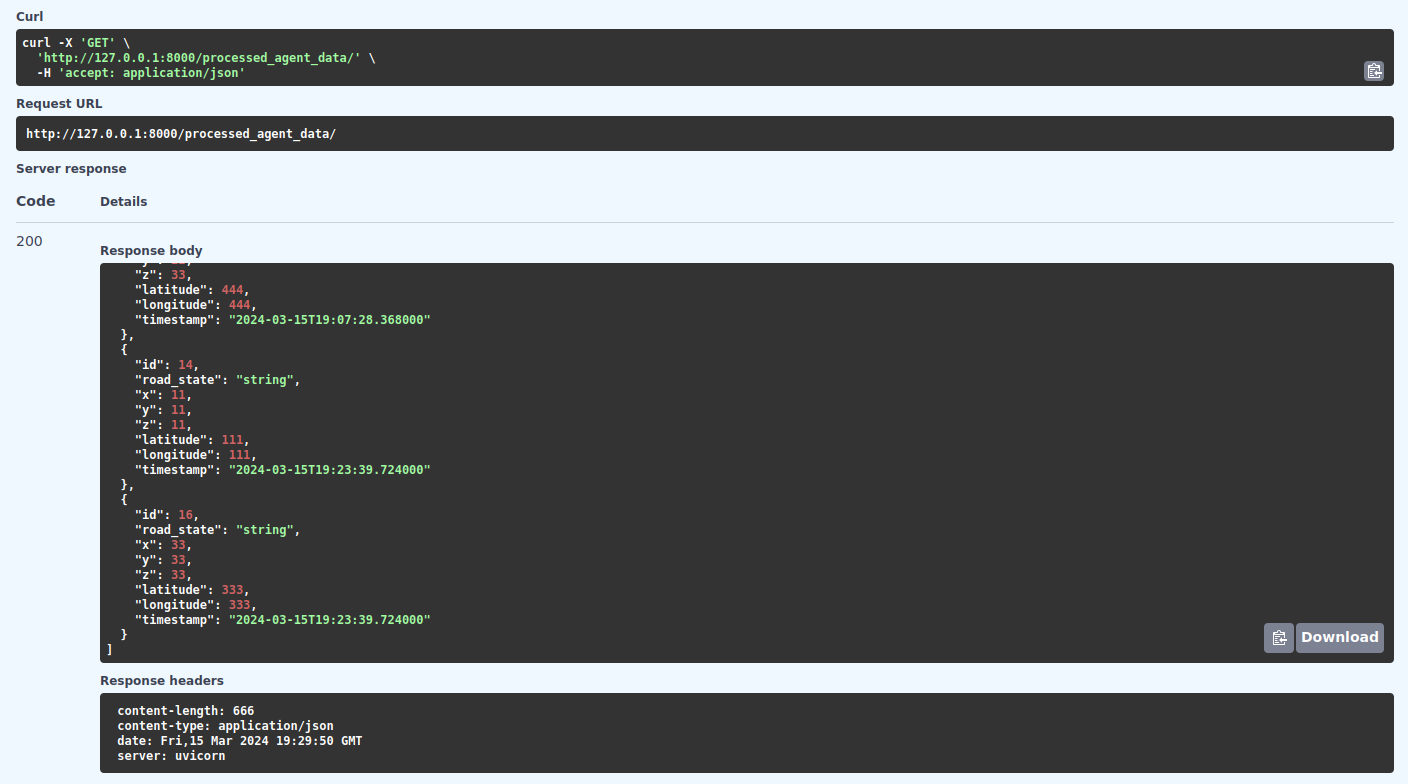 Curl
curl -X 'GET' \
  'http://127.0.0.1:8000/processed_agent_data/' \
  -H 'accept: application/json'
Request URL
http://127.0.0.1:8000/processed_agent_data/
Server response
Code Details
200
Response body
    "z": 33,
    "latitude": 444,
    "longitude": 444,
    "timestamp": "2024-03-15T19:07:28.368000"
  },
  {
    "id": 14,
    "road_state": "string",
    "x": 11,
    "y": 11,
    "z": 11,
    "latitude": 111,
    "longitude": 111,
    "timestamp": "2024-03-15T19:23:39.724000"
  },
  {
    "id": 16,
    "road_state": "string",
    "x": 33,
    "y": 33,
    "z": 33,
    "latitude": 333,
    "longitude": 333,
    "timestamp": "2024-03-15T19:23:39.724000"
  }
]
Download
Response headers
content-length: 666
content-type: application/json
date: Fri,15 Mar 2024 19:29:50 GMT
server: uvicorn